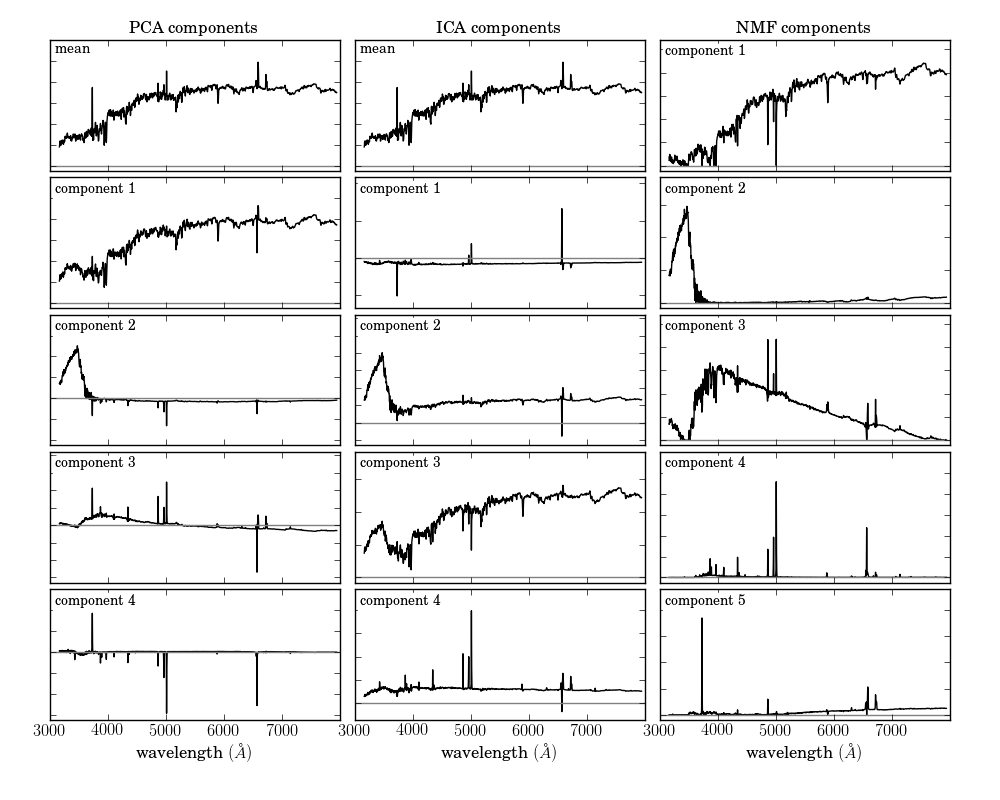 PCA components
ICA components
NMF components
mean
mean
component 1
component 1
component 1
component 2
component 2
component 2
component 3
component 3
component 3
component 4
component 4
component 4
component 5
3000 4000 5000 6000 7000
3000 4000 5000 6000 7000
3000 4000 5000 6000 7000
wavelength (Å)
wavelength (Å)
wavelength (Å)